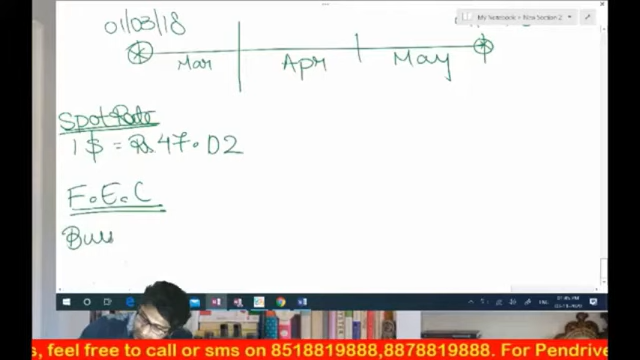 My Notebook • New Section 2
01/03/18
Mar Apr May
Spot Rate
1 $ = Rs 47.02
F.E.C
Buy
s, feel free to call or sms on 8518819888,8878819888. For Pendrive